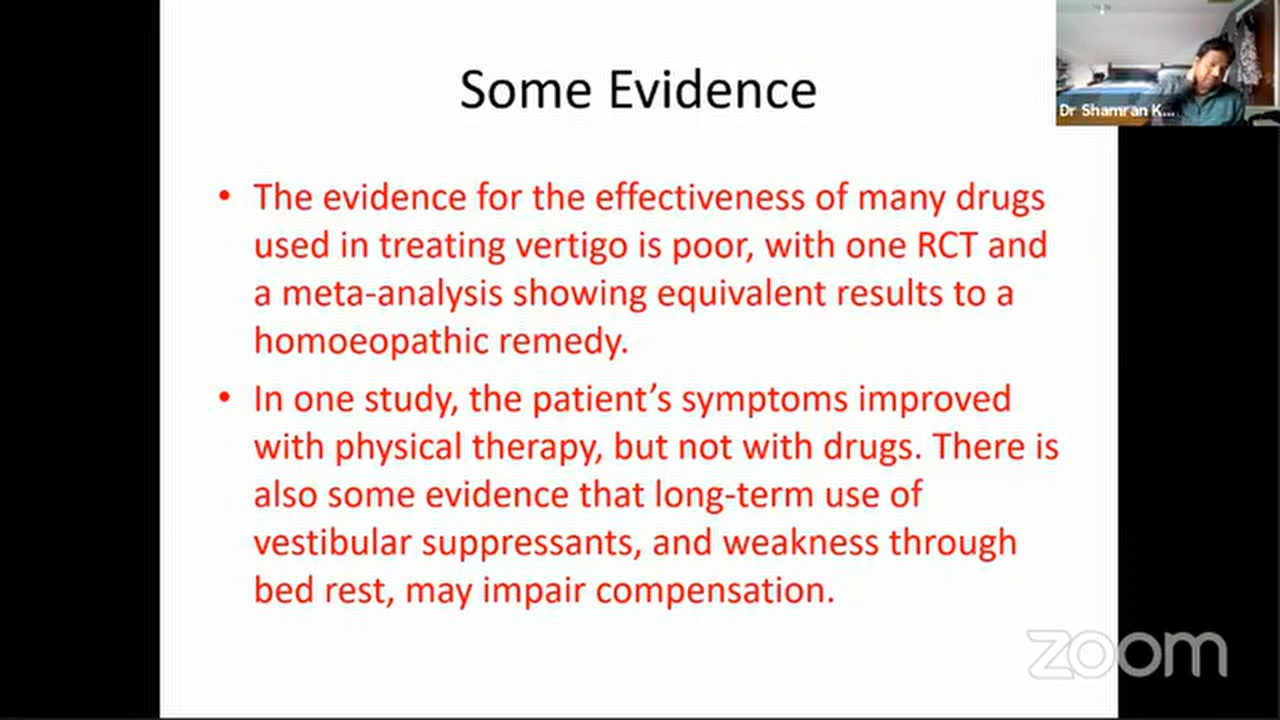 Some Evidence
Dr Shamran K...
• The evidence for the effectiveness of many drugs
used in treating vertigo is poor, with one RCT and
a meta-analysis showing equivalent results to a
homoeopathic remedy.
• In one study, the patient’s symptoms improved
with physical therapy, but not with drugs. There is
also some evidence that long-term use of
vestibular suppressants, and weakness through
bed rest, may impair compensation.
zoom